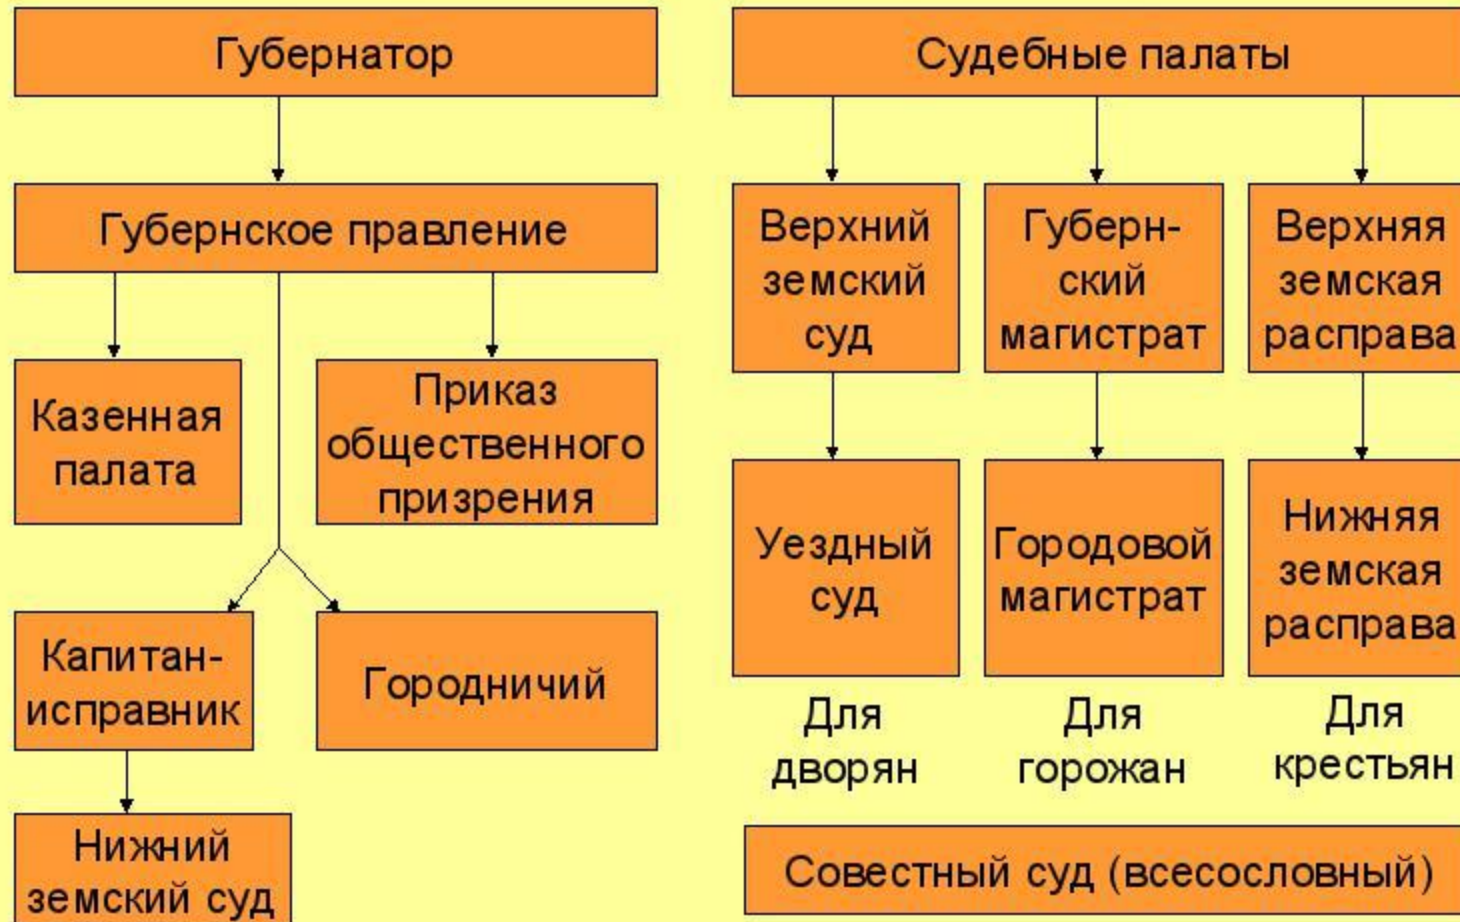 Губернатор
Губернское правление
Казенная
палата
Приказ
общественного
призрения
Капитан-
исправник
Городничий
Нижний
земский суд
Судебные палаты
Верхний
земский
суд
Губерн-
ский
магистрат
Верхняя
земская
расправа
Уездный
суд
Городовой
магистрат
Нижняя
земская
расправа
Для
дворян
Для
горожан
Для
крестьян
Совестный суд (всесословный)